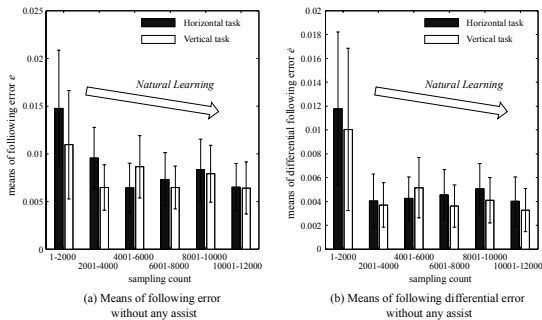 0.025
0.02
0.015
0.01
0.005
0
means of folliowing error e
Horizontal task
Vertical task
Natural Learning
1-2000
4001-6000
8001-10000
2001-4000
6001-8000
10001-12000
sampling count
(a) Means of following error
without any assist
0.02
0.018
0.016
0.014
0.012
0.01
0.008
0.006
0.004
0.002
0
means of differential following error ė
Horizontal task
Vertical task
Natural Learning
1-2000
4001-6000
8001-10000
2001-4000
6001-8000
10001-12000
sampling count
(b) Means of following differential error
without any assist